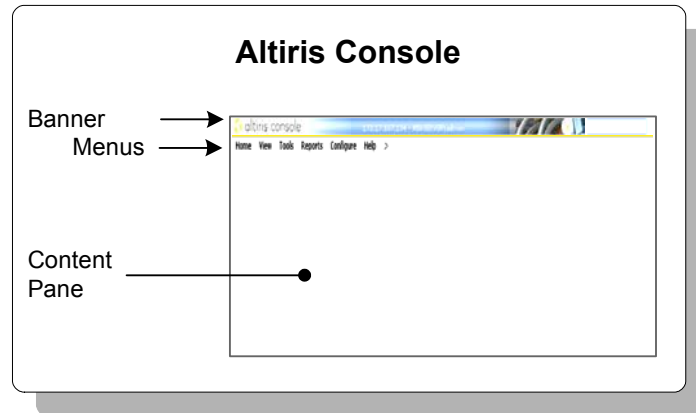 Altiris Console
Banner
altiris console
Menus
Home View Tools Reports Configure Help >
Content
Pane